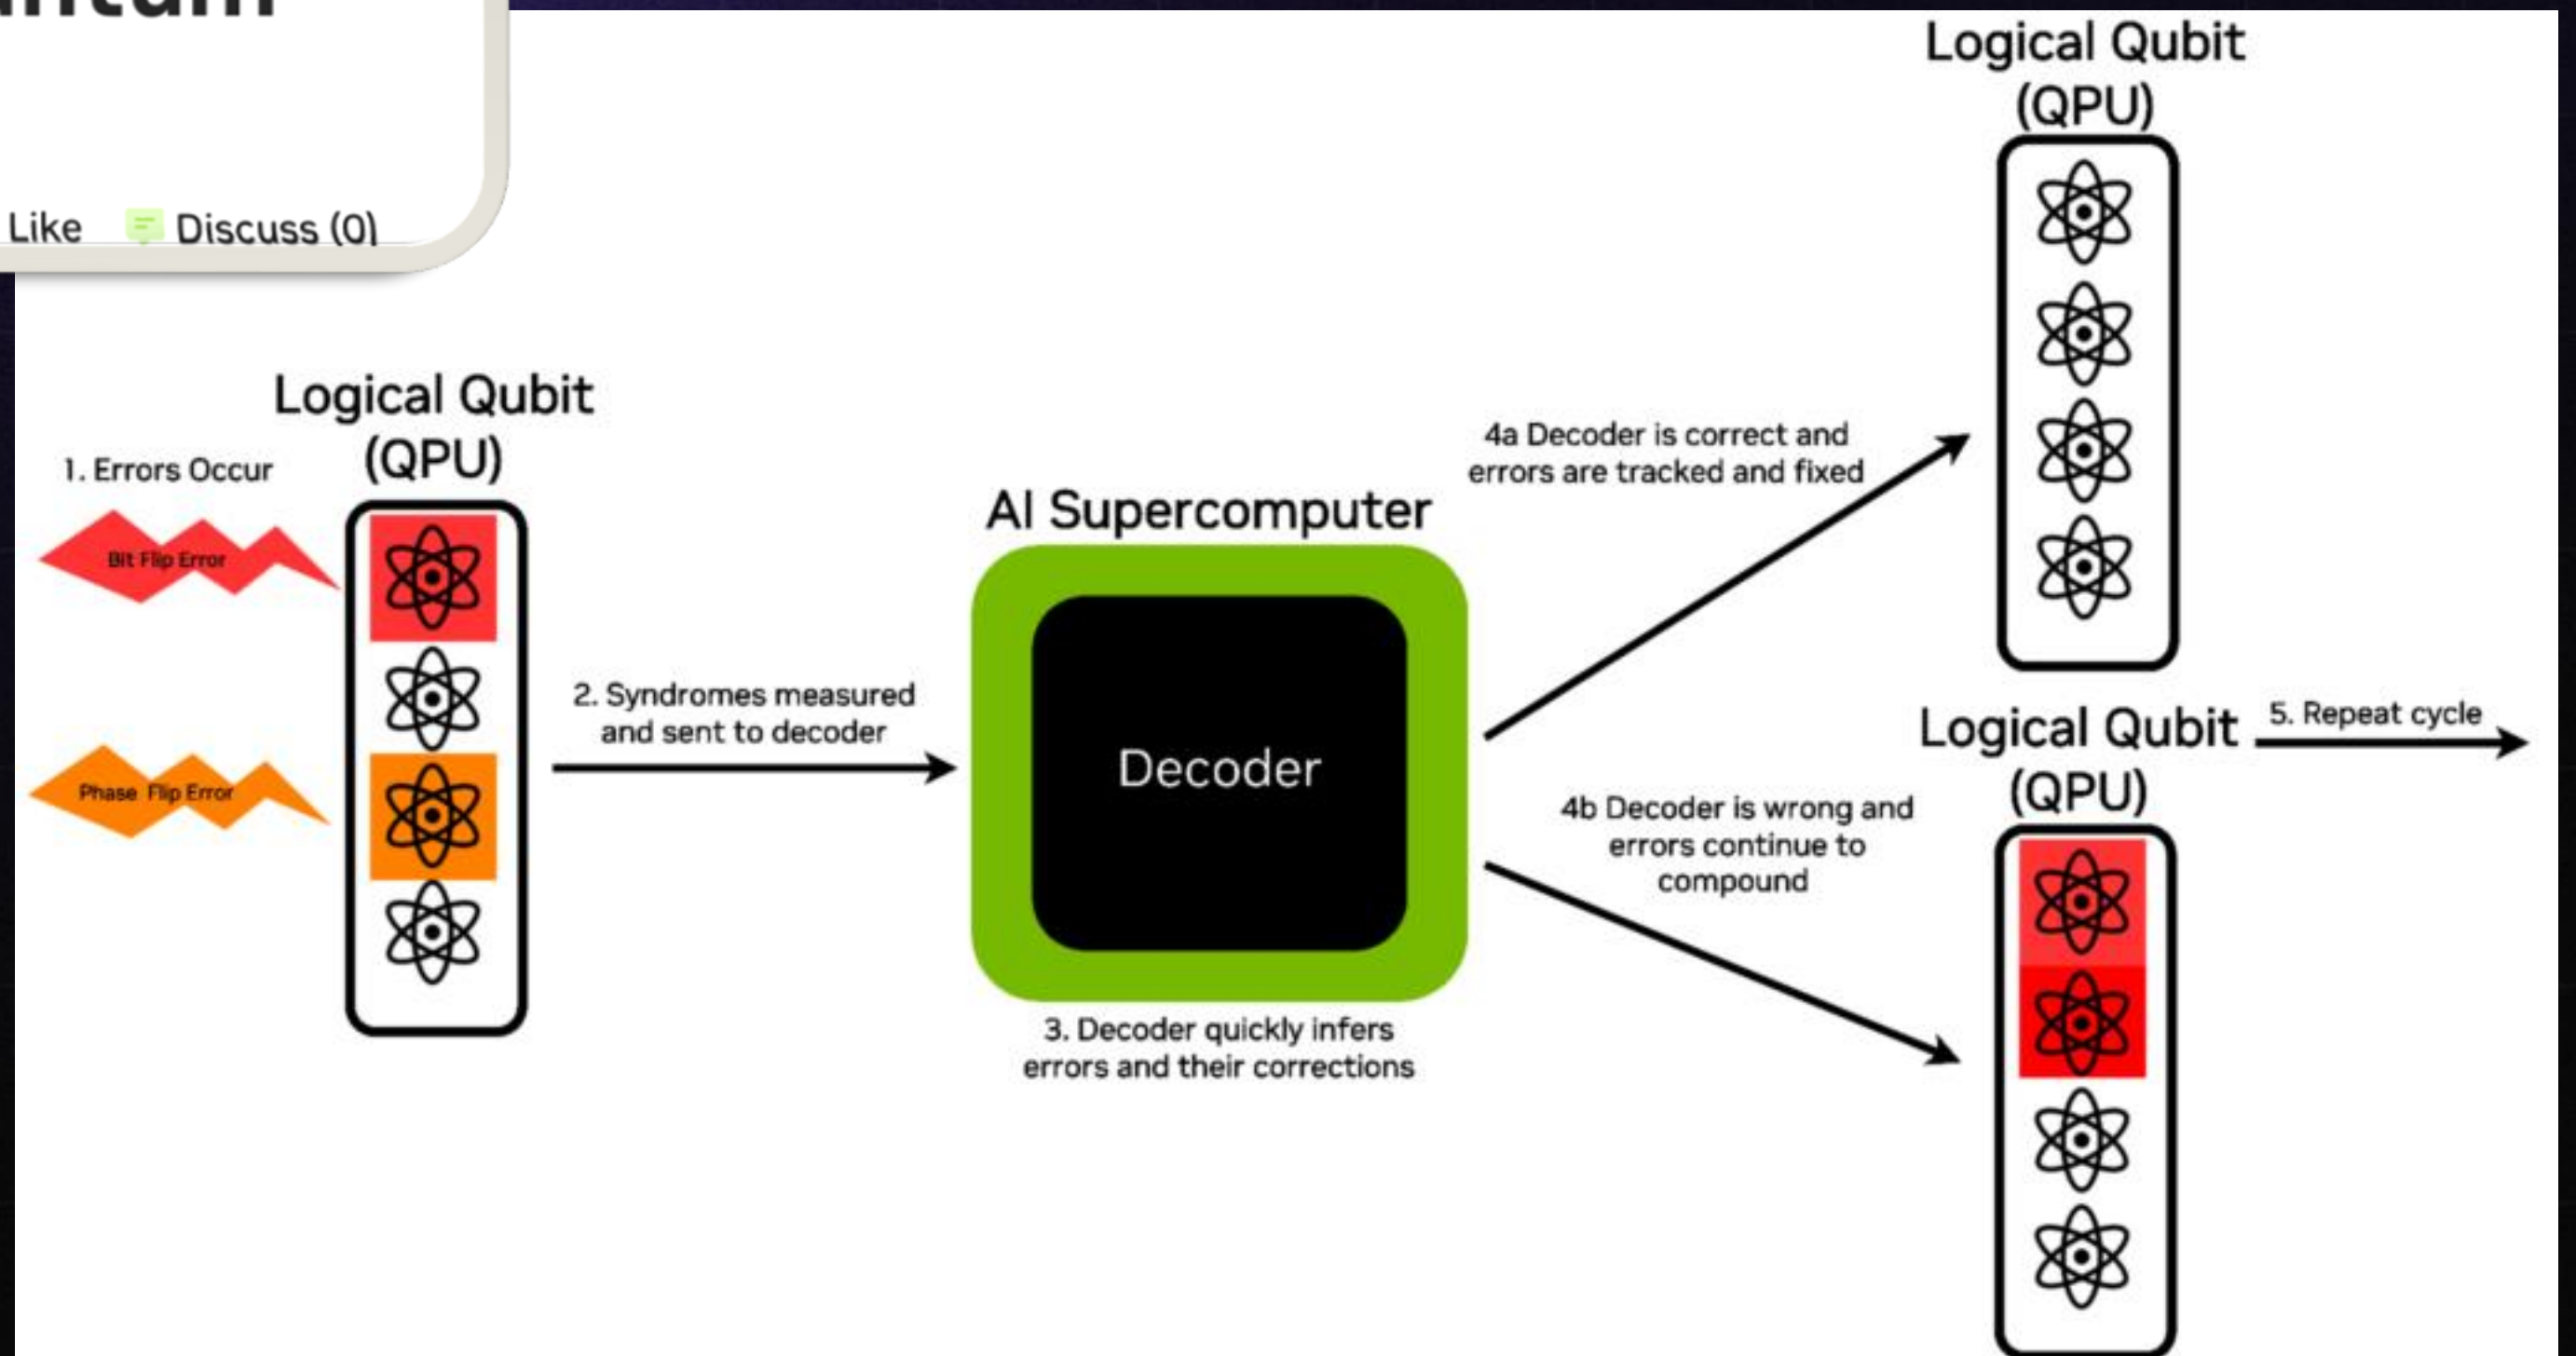 Like Discuss (0)
Logical Qubit
(QPU)
1. Errors Occur
Bit Flip Error
Phase Flip Error
2. Syndromes measured
and sent to decoder
AI Supercomputer
Decoder
3. Decoder quickly infers
errors and their corrections
4a Decoder is correct and
errors are tracked and fixed
Logical Qubit
(QPU)
4b Decoder is wrong and
errors continue to
compound
Logical Qubit
(QPU)
5. Repeat cycle